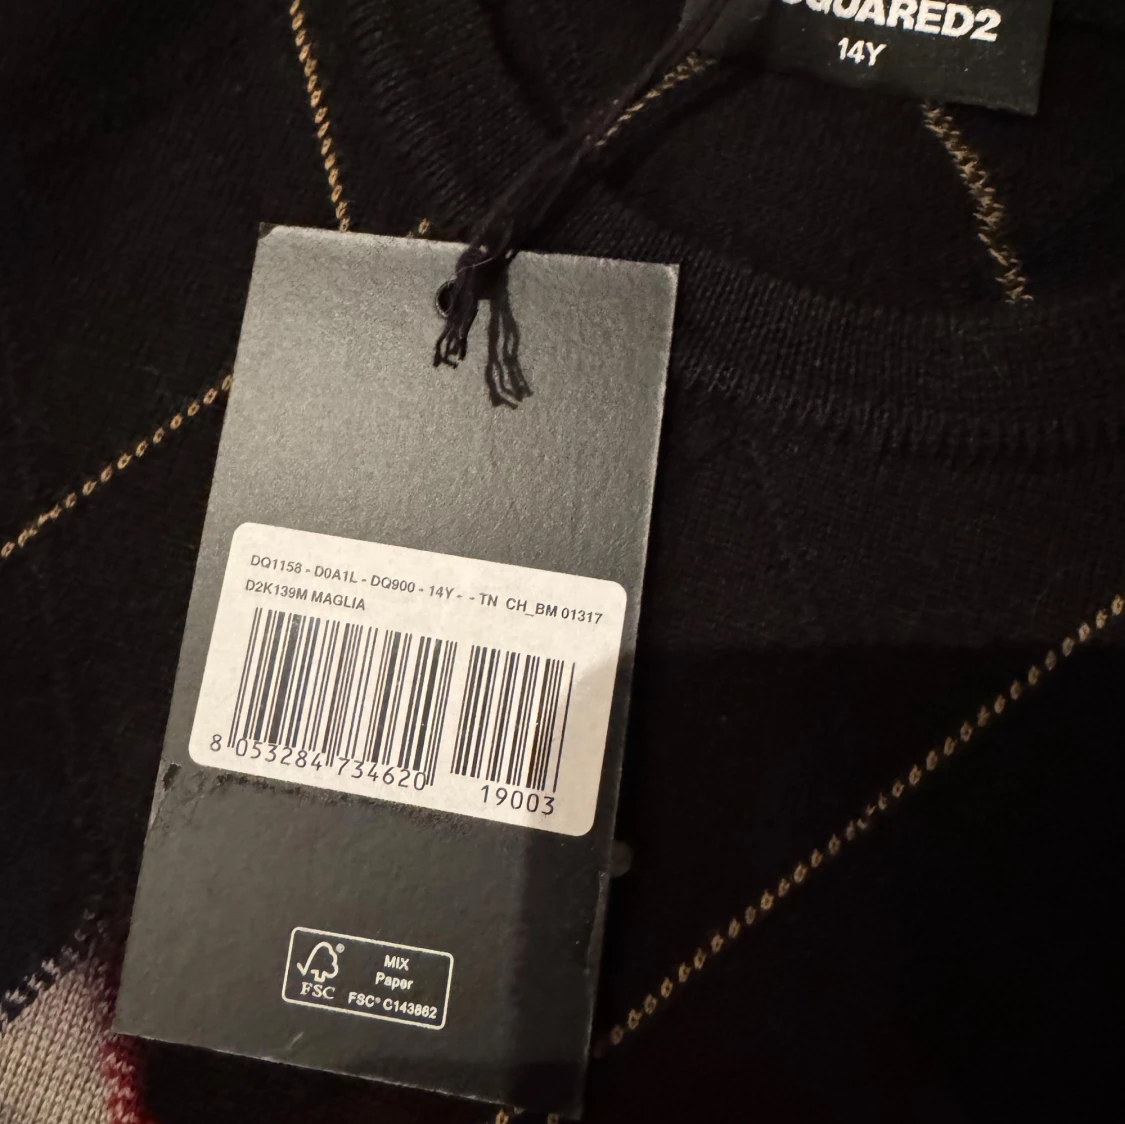 SQUARED2
14Y
DQ1158 - D0A1L - DQ900 - 14Y - - TN CH_BM 01317
D2K139M MAGLIA
8 053284 734620
19003
FSC
MIX
Paper
FSC® C143862